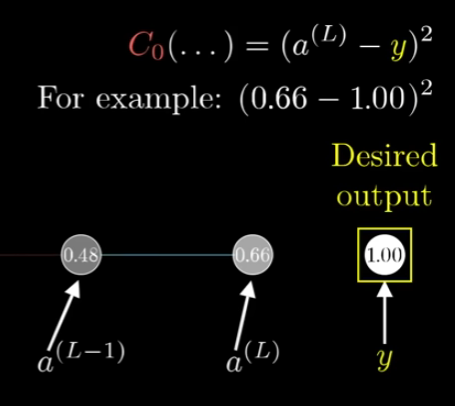 C₀(...) = (a⁽ᴸ⁾ − y)²
For example: (0.66 − 1.00)²
Desired
output
0.48 0.66 1.00
a⁽ᴸ⁻¹⁾ a⁽ᴸ⁾ y